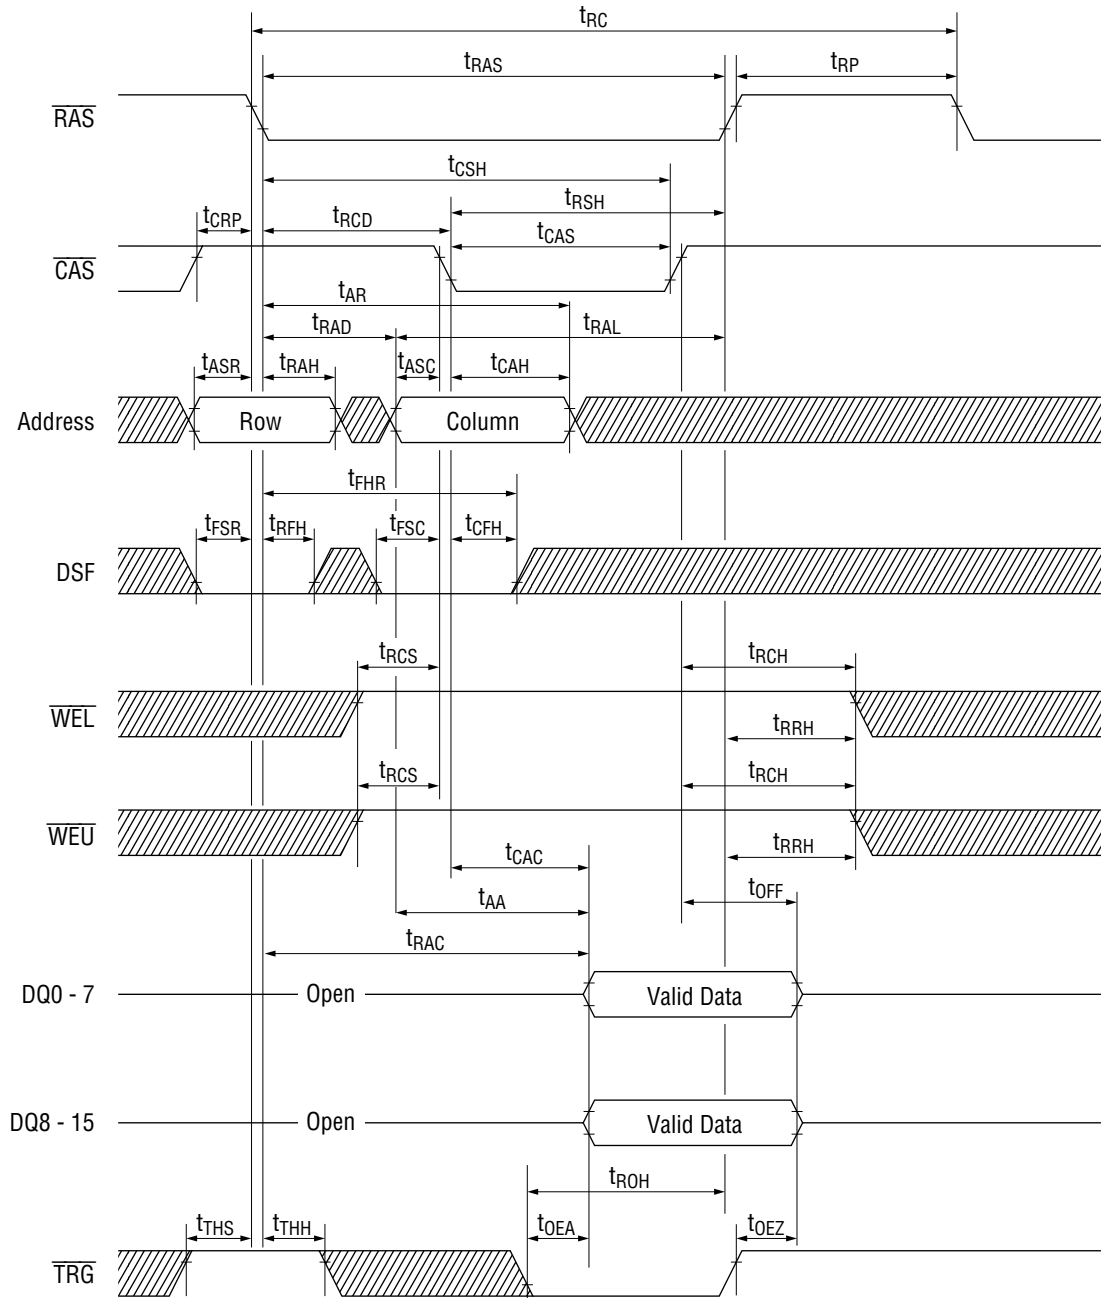 tRC
tRAS
tRP
RAS
tCSH
tRSH
tCRP
tRCD
tCAS
CAS
tAR
tRAD
tRAL
tASR
tRAH
tASC
tCAH
Address
Row
Column
tFHR
tFSR
tRFH
tFSC
tCFH
DSF
tRCS
tRCH
WEL
tRRH
tRCS
tRCH
WEU
tRRH
tCAC
tOFF
tAA
tRAC
DQ0 - 7
Open
Valid Data
DQ8 - 15
Open
Valid Data
tROH
tTHS
tTHH
tOEA
tOEZ
TRG